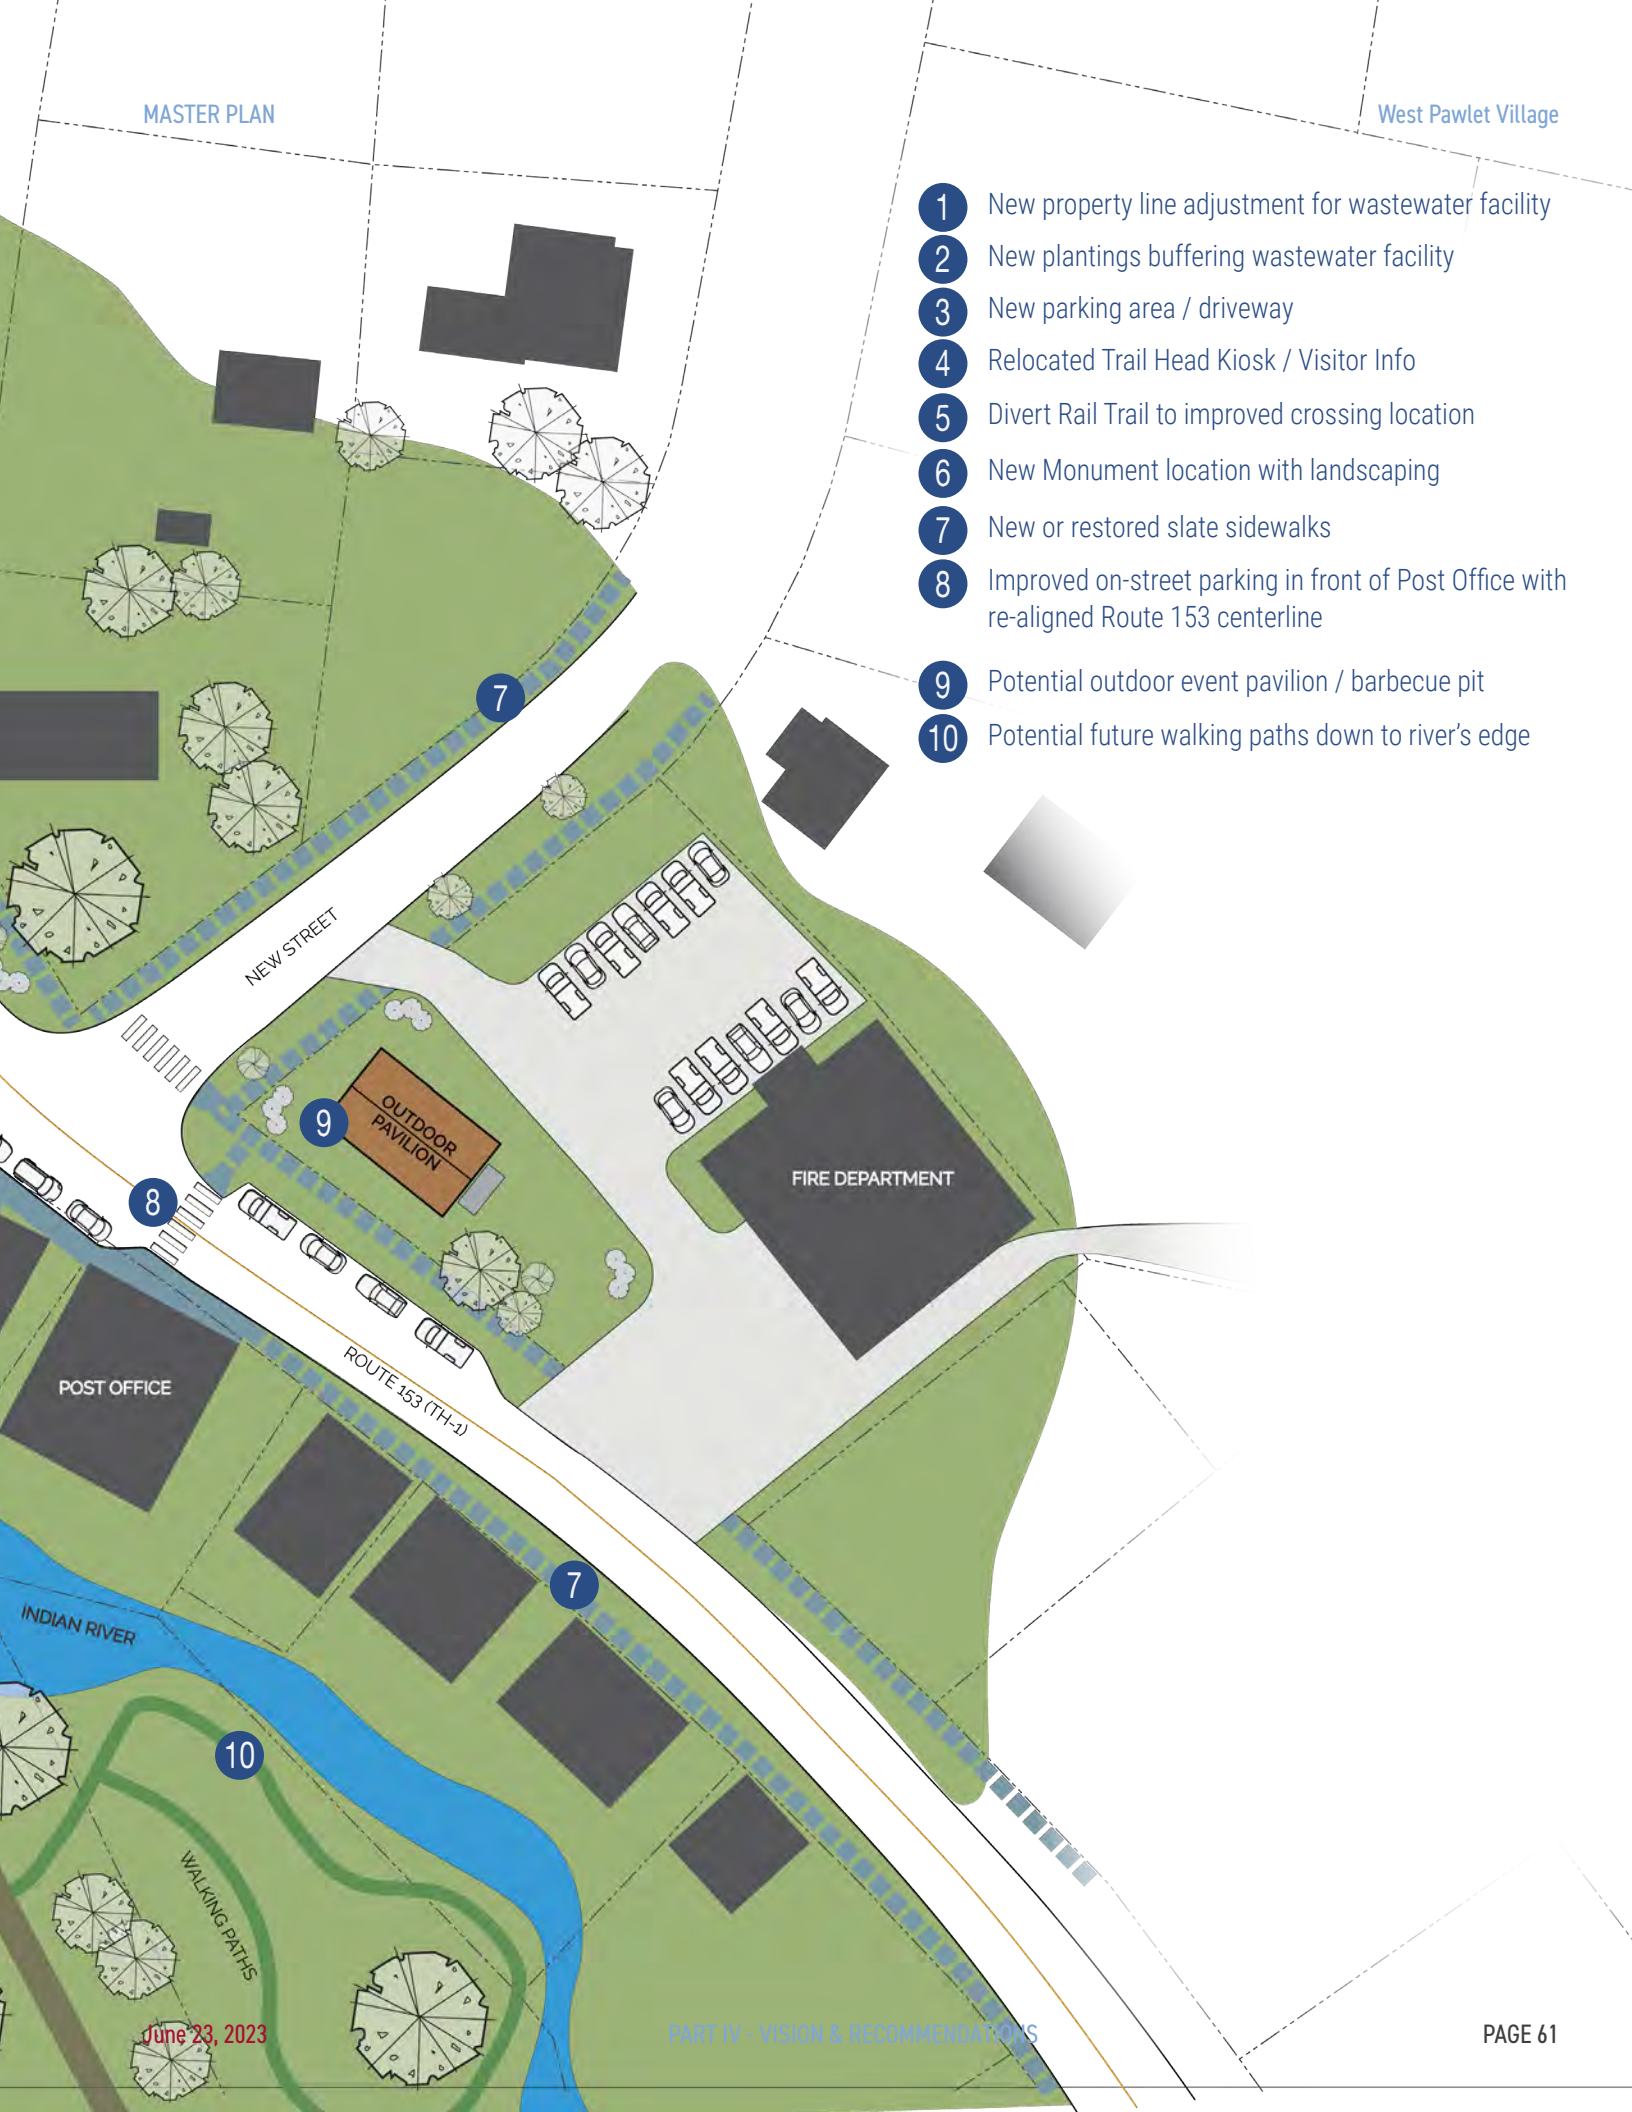 MASTER PLAN
West Pawlet Village
1 New property line adjustment for wastewater facility
2 New plantings buffering wastewater facility
3 New parking area / driveway
4 Relocated Trail Head Kiosk / Visitor Info
5 Divert Rail Trail to improved crossing location
6 New Monument location with landscaping
7 New or restored slate sidewalks
8 Improved on-street parking in front of Post Office with
re-aligned Route 153 centerline
9 Potential outdoor event pavilion / barbecue pit
10 Potential future walking paths down to river's edge
7
NEW STREET
9
OUTDOOR
PAVILION
FIRE DEPARTMENT
8
POST OFFICE
ROUTE 153 (TH-1)
7
INDIAN RIVER
10
WALKING PATHS
June 23, 2023
PART IV - VISION & RECOMMENDATIONS
PAGE 61